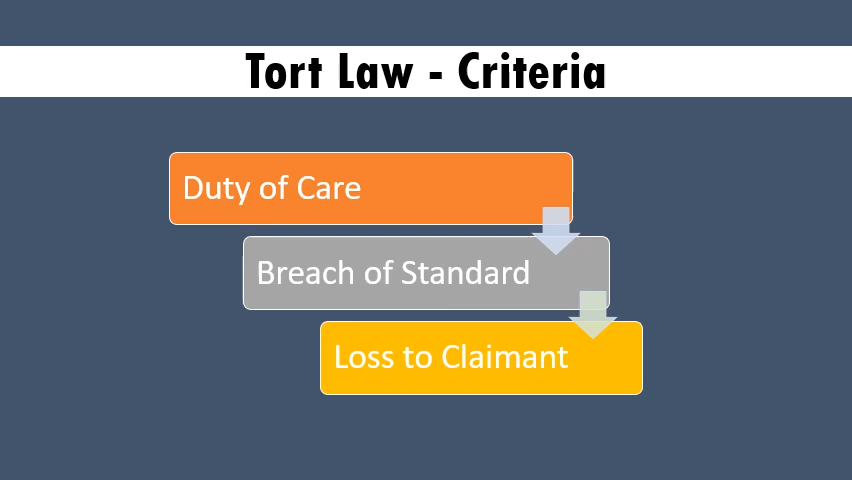 Tort Law - Criteria
Duty of Care
Breach of Standard
Loss to Claimant